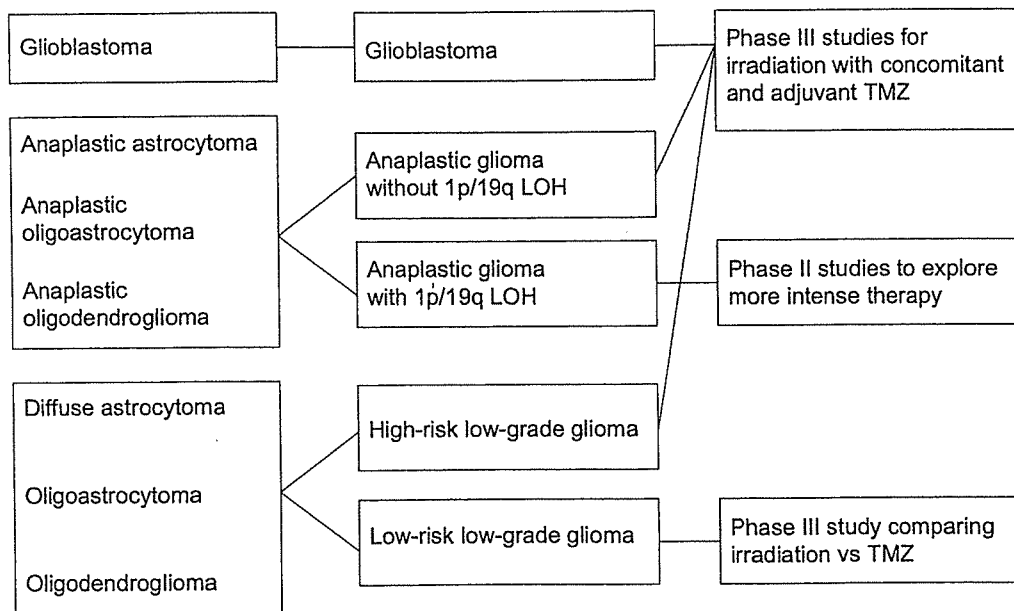 Glioblastoma
Glioblastoma
Phase III studies for
irradiation with concomitant
and adjuvant TMZ
Anaplastic astrocytoma
Anaplastic
oligoastrocytoma
Anaplastic
oligodendroglioma
Anaplastic glioma
without 1p/19q LOH
Anaplastic glioma
with 1p/19q LOH
Phase II studies to explore
more intense therapy
Diffuse astrocytoma
Oligoastrocytoma
Oligodendroglioma
High-risk low-grade glioma
Low-risk low-grade glioma
Phase III study comparing
irradiation vs TMZ